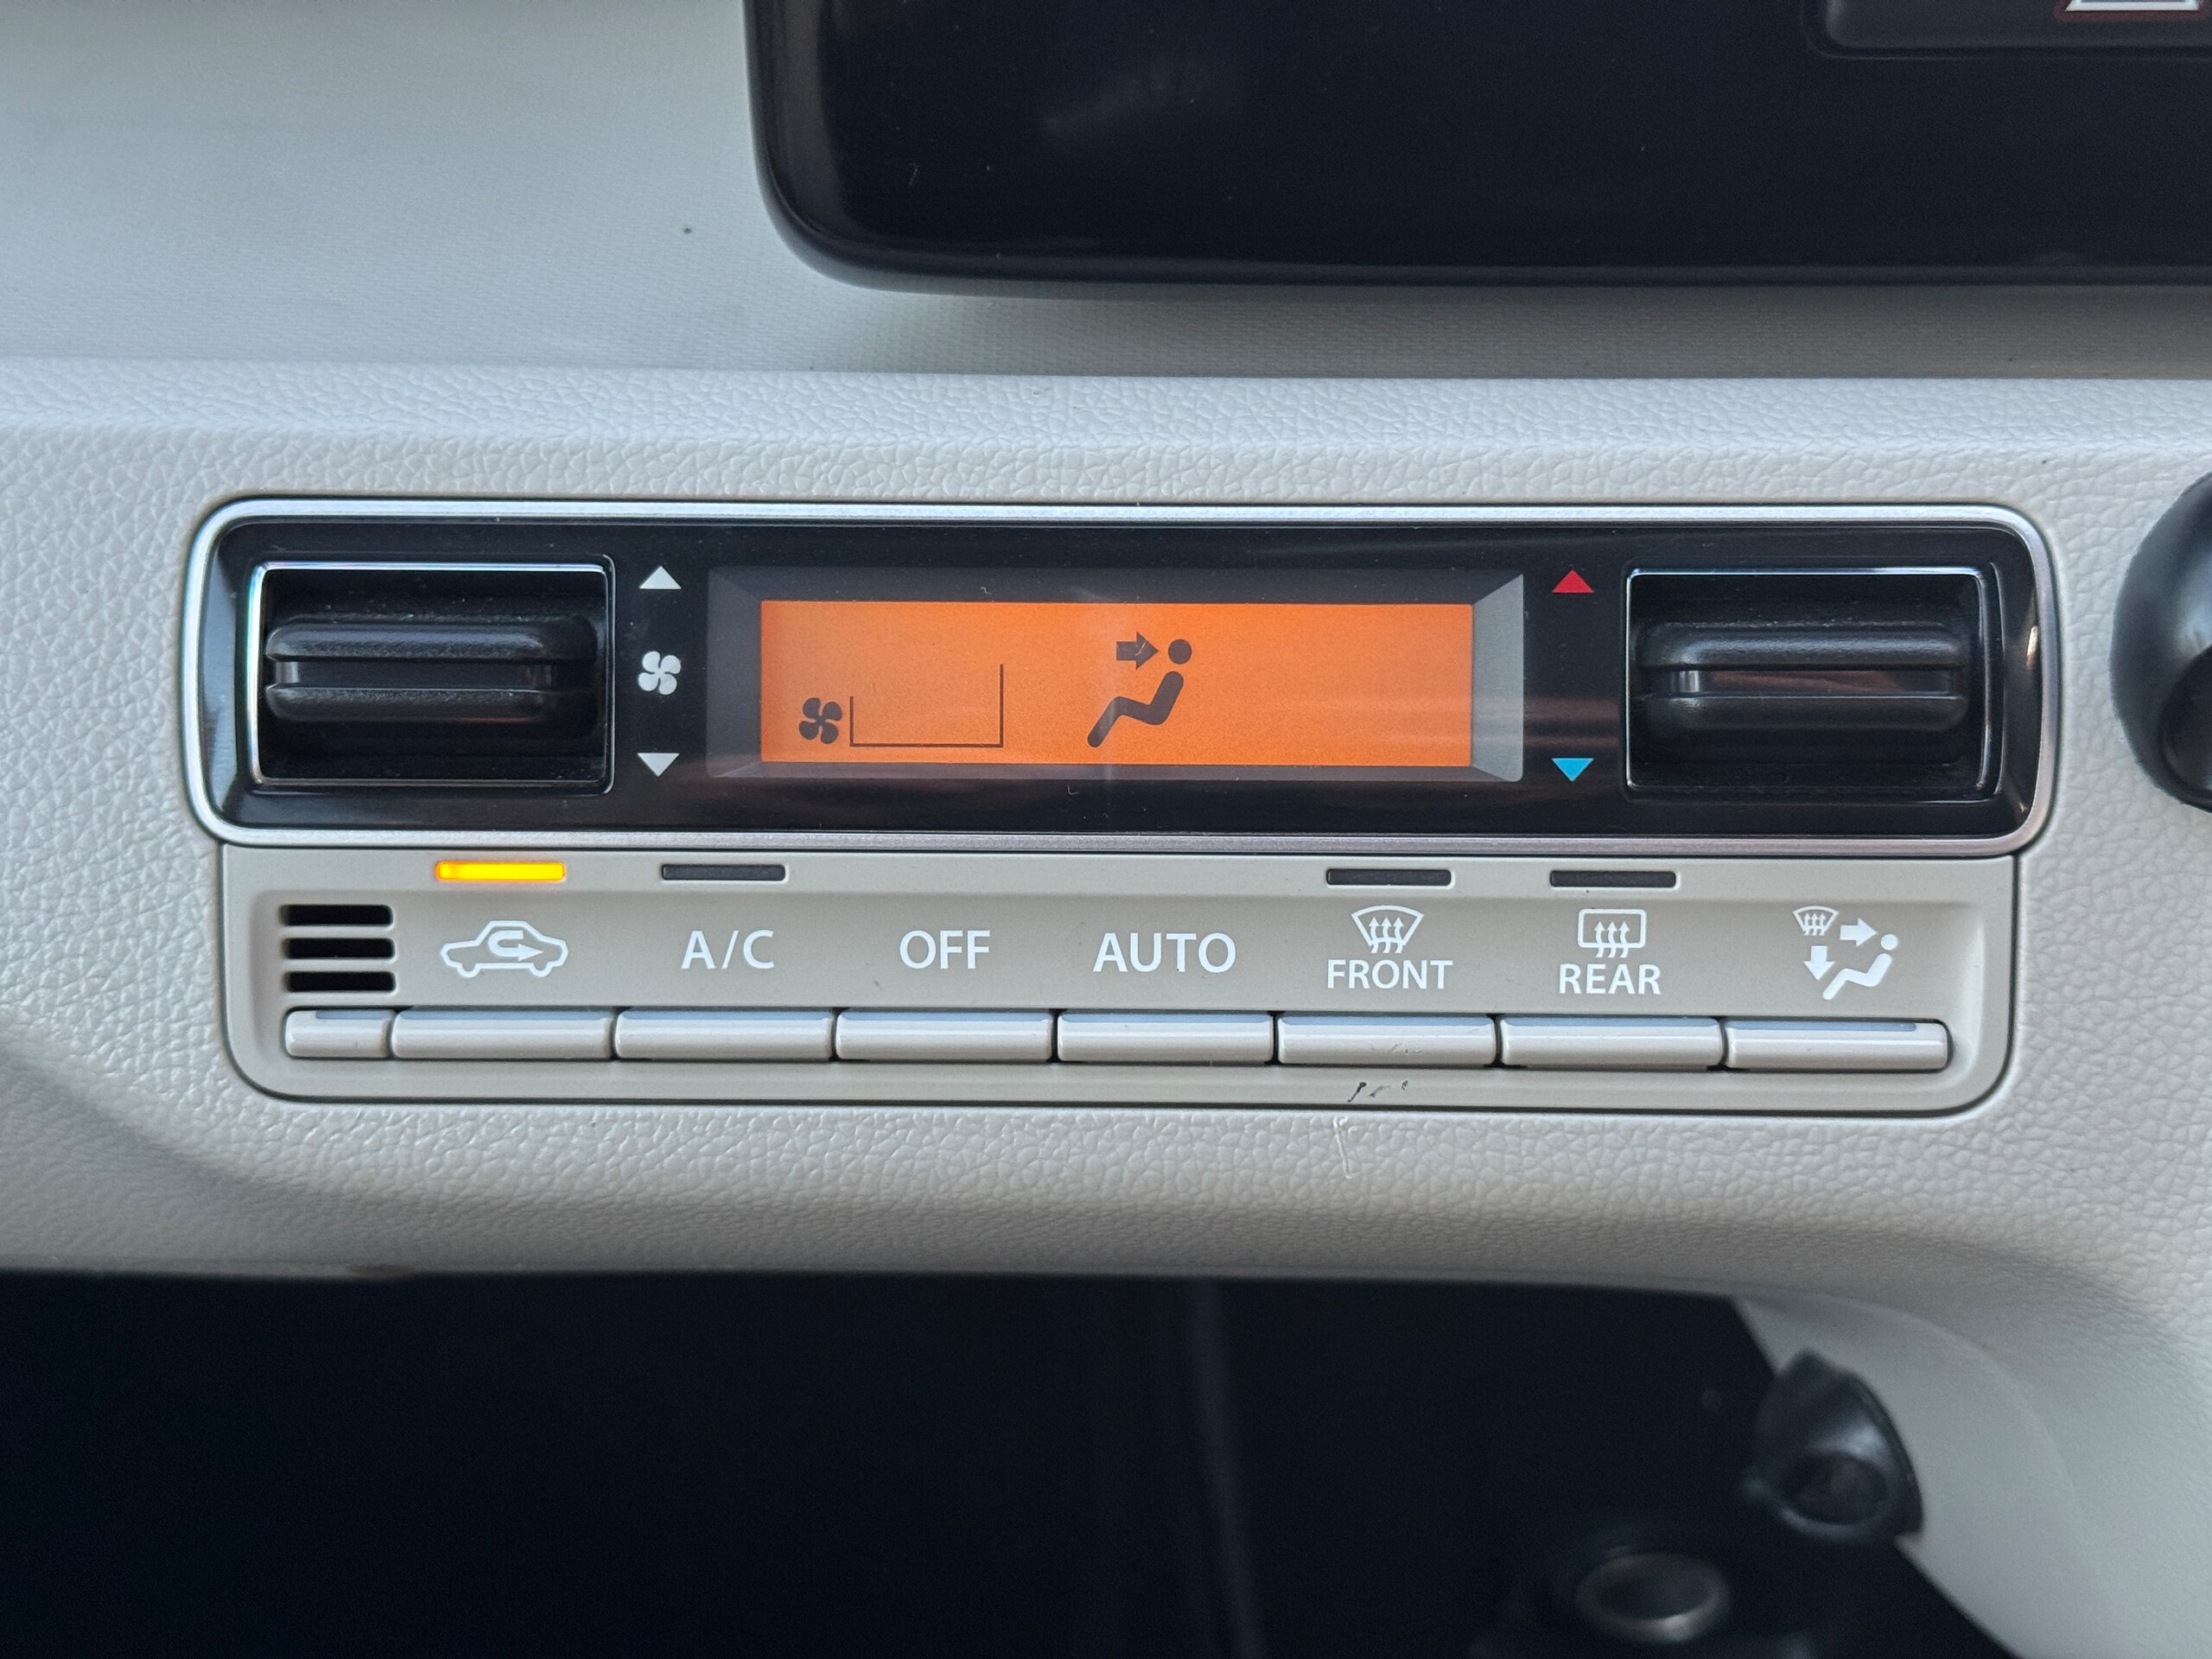 A/C
OFF
AUTO
FRONT
REAR